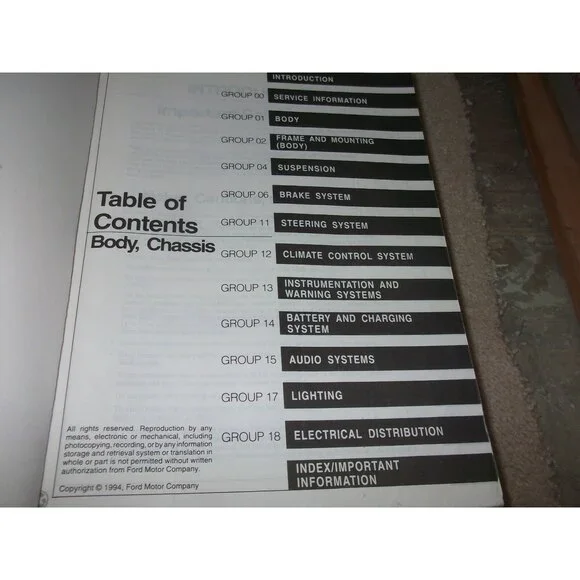 INTRODUCTION
GROUP 00 SERVICE INFORMATION
GROUP 01 BODY
GROUP 02 FRAME AND MOUNTING
(BODY)
GROUP 04 SUSPENSION
GROUP 06 BRAKE SYSTEM
GROUP 11 STEERING SYSTEM
GROUP 12 CLIMATE CONTROL SYSTEM
GROUP 13 INSTRUMENTATION AND
WARNING SYSTEMS
GROUP 14 BATTERY AND CHARGING
SYSTEM
GROUP 15 AUDIO SYSTEMS
GROUP 17 LIGHTING
GROUP 18 ELECTRICAL DISTRIBUTION
INDEX/IMPORTANT
INFORMATION
Table of
Contents
Body, Chassis
All rights reserved. Reproduction by any
means, electronic or mechanical, including
photocopying, recording, or by any information
storage and retrieval system or translation in
whole or part is not permitted without written
authorization from Ford Motor Company.
Copyright © 1994, Ford Motor Company